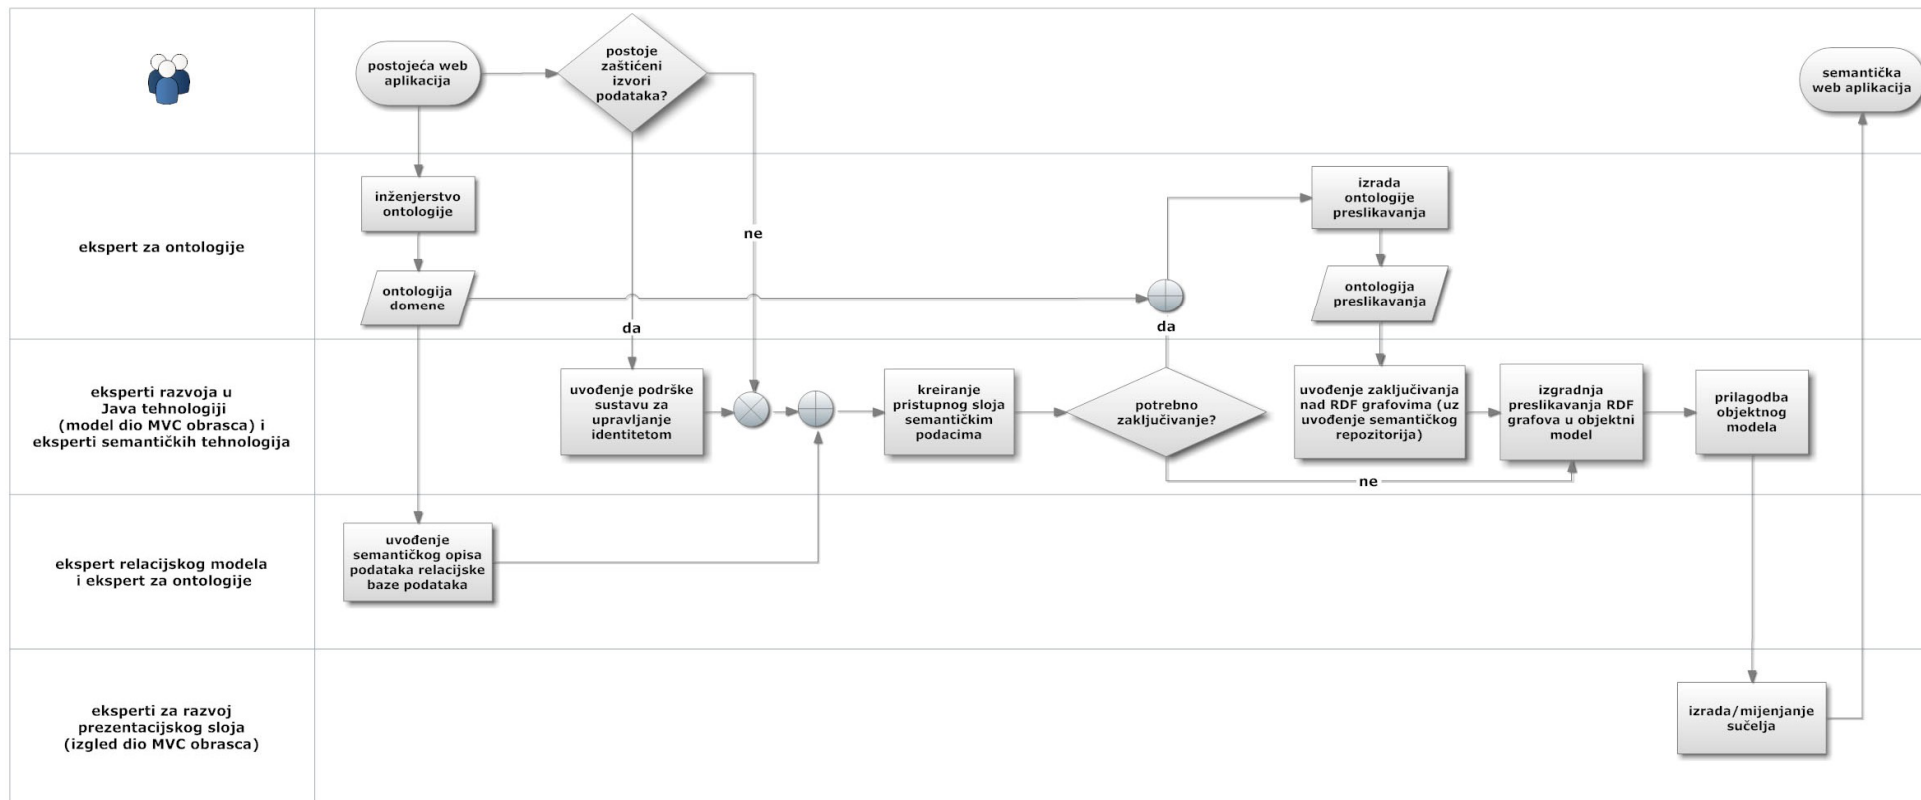 postojeća web
aplikacija
postoje
zaštićeni
izvori
podataka?
semantička
web aplikacija
ekspert za ontologije
inženjerstvo
ontologije
ontologija
domene
ne
da
da
izrada
ontologije
preslikavanja
ontologija
preslikavanja
eksperti razvoja u
Java tehnologiji
(model dio MVC obrasca) i
eksperti semantičkih tehnologija
uvođenje podrške
sustavu za
upravljanje
identitetom
kreiranje
pristupnog sloja
semantičkim
podacima
potrebno
zaključivanje?
uvođenje zaključivanja
nad RDF grafovima (uz
uvođenje semantičkog
repozitorija)
izgradnja
preslikavanja RDF
grafova u objektni
model
prilagodba
objektnog
modela
ne
ekspert relacijskog modela
i ekspert za ontologije
uvođenje
semantičkog opisa
podataka relacijske
baze podataka
eksperti za razvoj
prezentacijskog sloja
(izgled dio MVC obrasca)
izrada/mijenjanje
sučelja